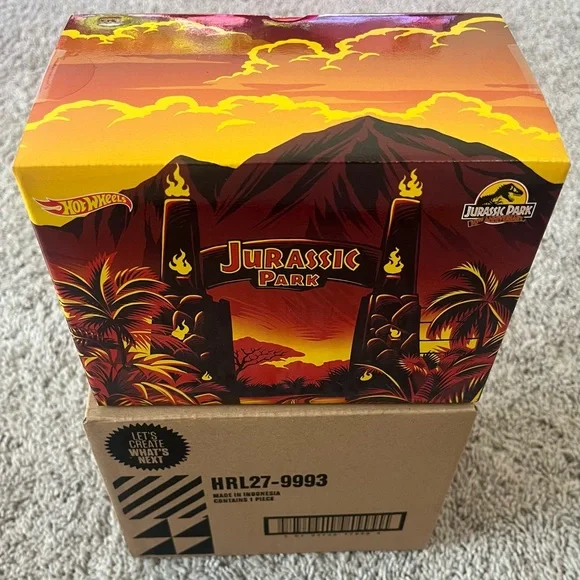 HOT WHEELS
JURASSIC PARK
JURASSIC
PARK
LET'S
CREATE
WHAT'S
NEXT
HRL27-9993
MADE IN INDONESIA
CONTAINS 1 PIECE